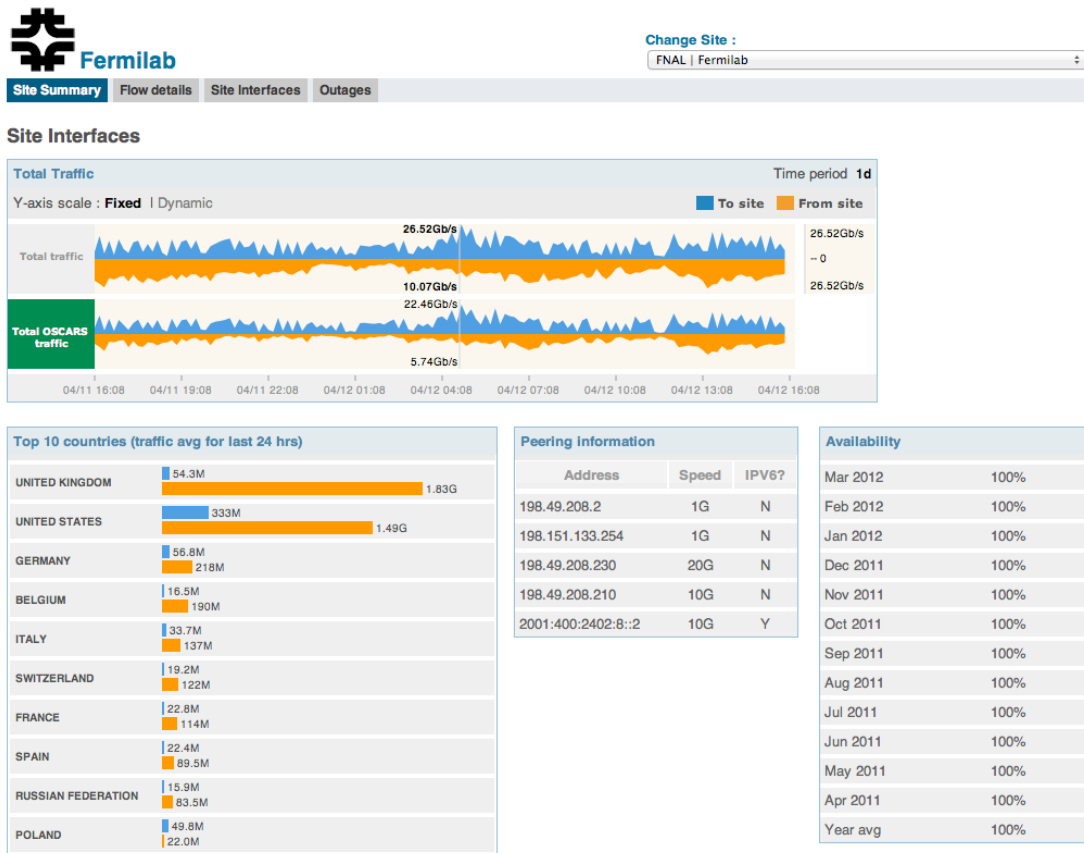 Fermilab
Change Site :
FNAL | Fermilab
Site Summary Flow details Site Interfaces Outages
Site Interfaces
Total Traffic Time period 1d
Y-axis scale : Fixed | Dynamic To site From site
26.52Gb/s 26.52Gb/s
Total traffic -- 0
10.07Gb/s 26.52Gb/s
22.46Gb/s
Total OSCARS
traffic
5.74Gb/s
04/11 16:08 04/11 19:08 04/11 22:08 04/12 01:08 04/12 04:08 04/12 07:08 04/12 10:08 04/12 13:08 04/12 16:08
Top 10 countries (traffic avg for last 24 hrs)
UNITED KINGDOM 54.3M
1.83G
UNITED STATES 333M
1.49G
GERMANY 56.8M
218M
BELGIUM 16.5M
190M
ITALY 33.7M
137M
SWITZERLAND 19.2M
122M
FRANCE 22.8M
114M
SPAIN 22.4M
89.5M
RUSSIAN FEDERATION 15.9M
83.5M
POLAND 49.8M
22.0M
Peering information
Address Speed IPV6?
198.49.208.2 1G N
198.151.133.254 1G N
198.49.208.230 20G N
198.49.208.210 10G N
2001:400:2402:8::2 10G Y
Availability
Mar 2012 100%
Feb 2012 100%
Jan 2012 100%
Dec 2011 100%
Nov 2011 100%
Oct 2011 100%
Sep 2011 100%
Aug 2011 100%
Jul 2011 100%
Jun 2011 100%
May 2011 100%
Apr 2011 100%
Year avg 100%